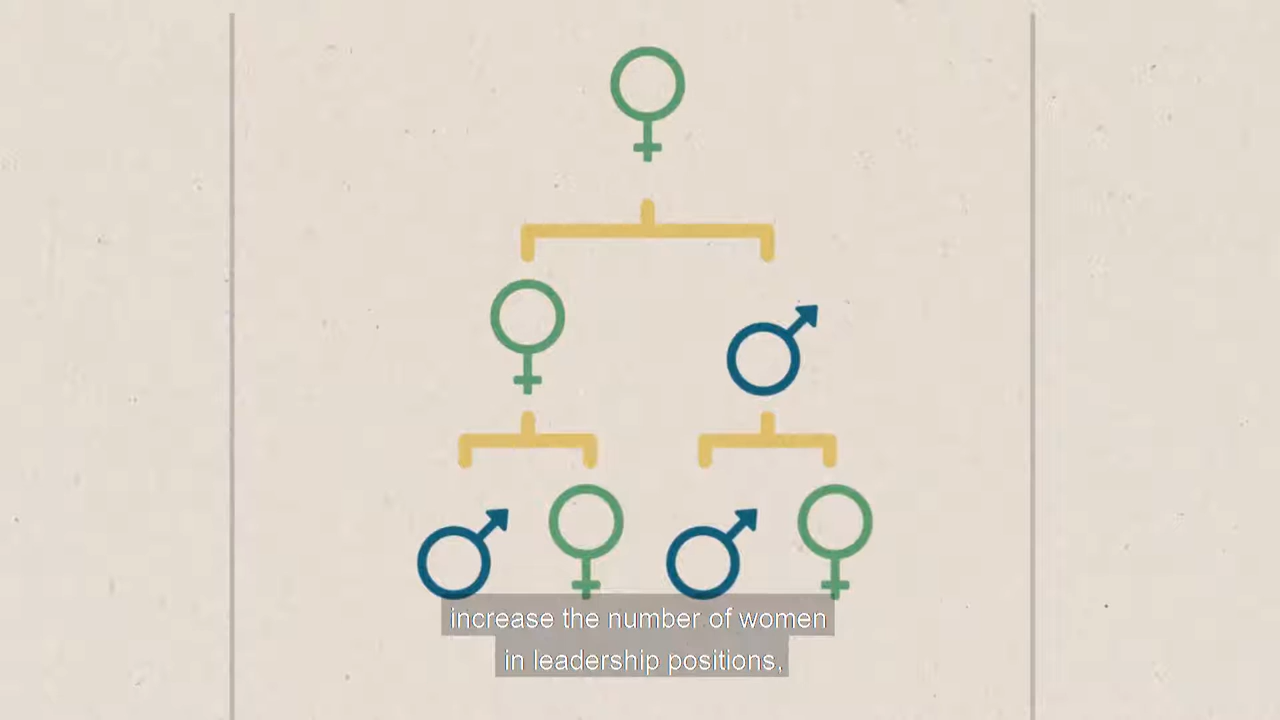 increase the number of women
in leadership positions,